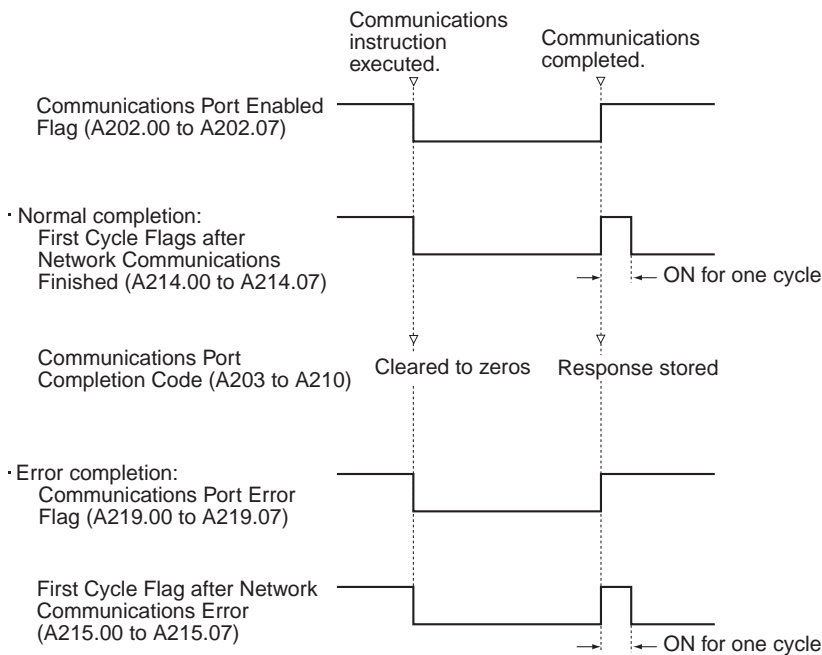 Communications
instruction
executed.
Communications
completed.
Communications Port Enabled
Flag (A202.00 to A202.07)
· Normal completion:
First Cycle Flags after
Network Communications
Finished (A214.00 to A214.07)
ON for one cycle
Communications Port
Completion Code (A203 to A210)
Cleared to zeros
Response stored
· Error completion:
Communications Port Error
Flag (A219.00 to A219.07)
First Cycle Flag after Network
Communications Error
(A215.00 to A215.07)
ON for one cycle